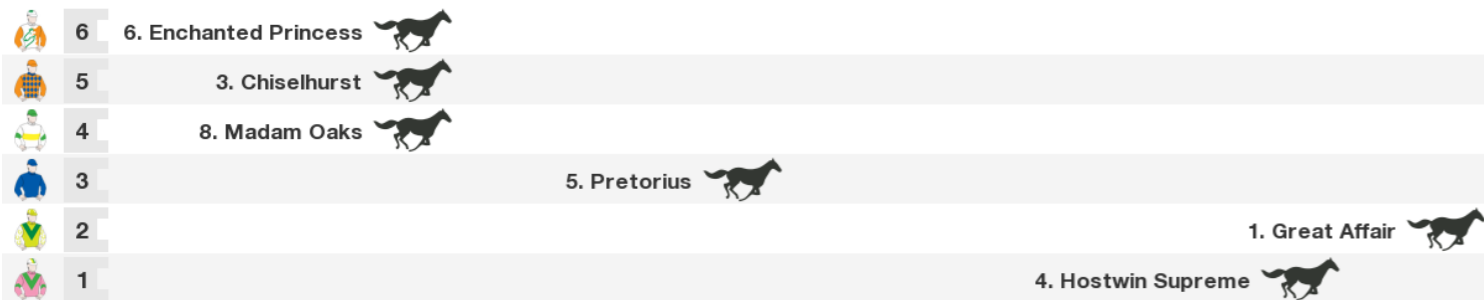 6 6. Enchanted Princess
5 3. Chiselhurst
4 8. Madam Oaks
3 5. Pretorius
2 1. Great Affair
1 4. Hostwin Supreme